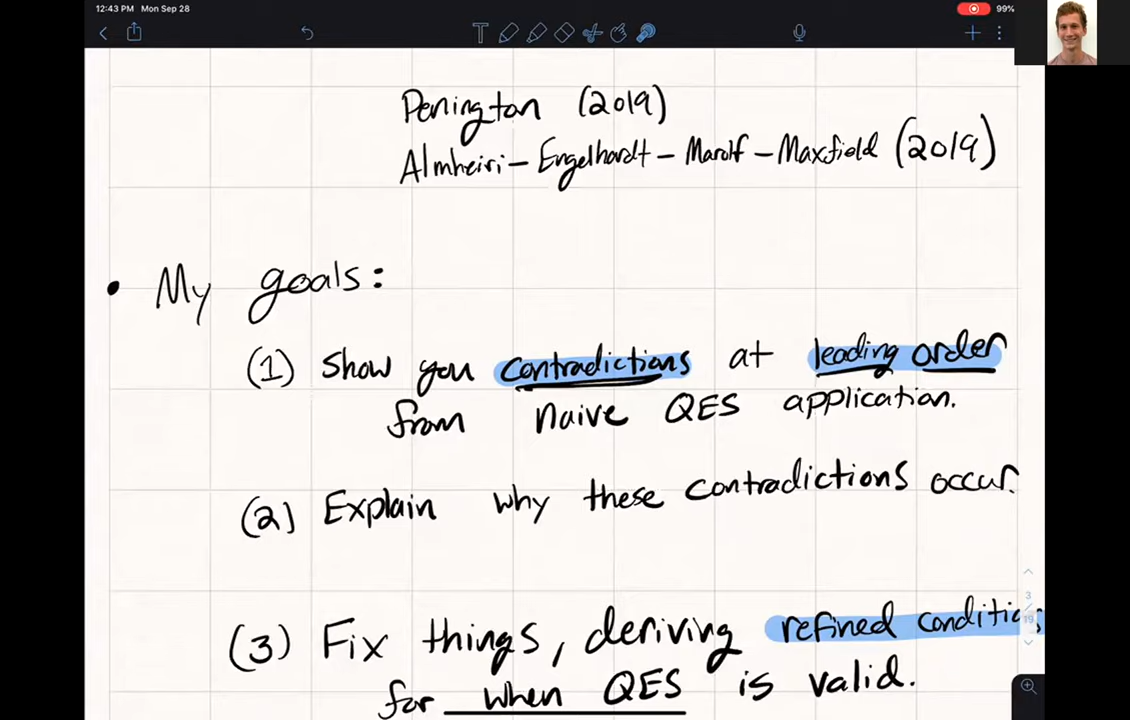 12:43 PM Mon Sep 28
99%
Penington (2019)
Almheiri - Engelhardt - Marolf - Maxfield (2019)
• My goals:
(1) Show you contradictions at leading order
from naive QES application.
(2) Explain why these contradictions occur.
3
19
(3) Fix things, deriving refined conditions
for when QES is valid.